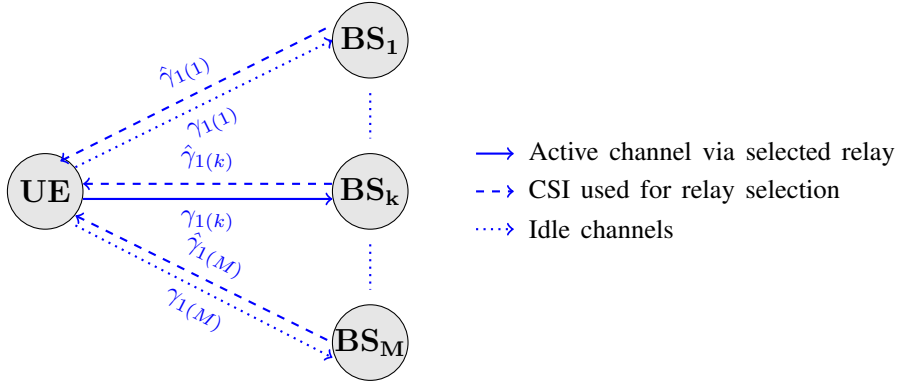 BS₁
γ̂₁₍₁₎
γ₁₍₁₎
γ̂₁₍ₖ₎
UE
BSₖ
γ₁₍ₖ₎
γ̂₁₍M₎
γ₁₍M₎
BS_M
Active channel via selected relay
CSI used for relay selection
Idle channels